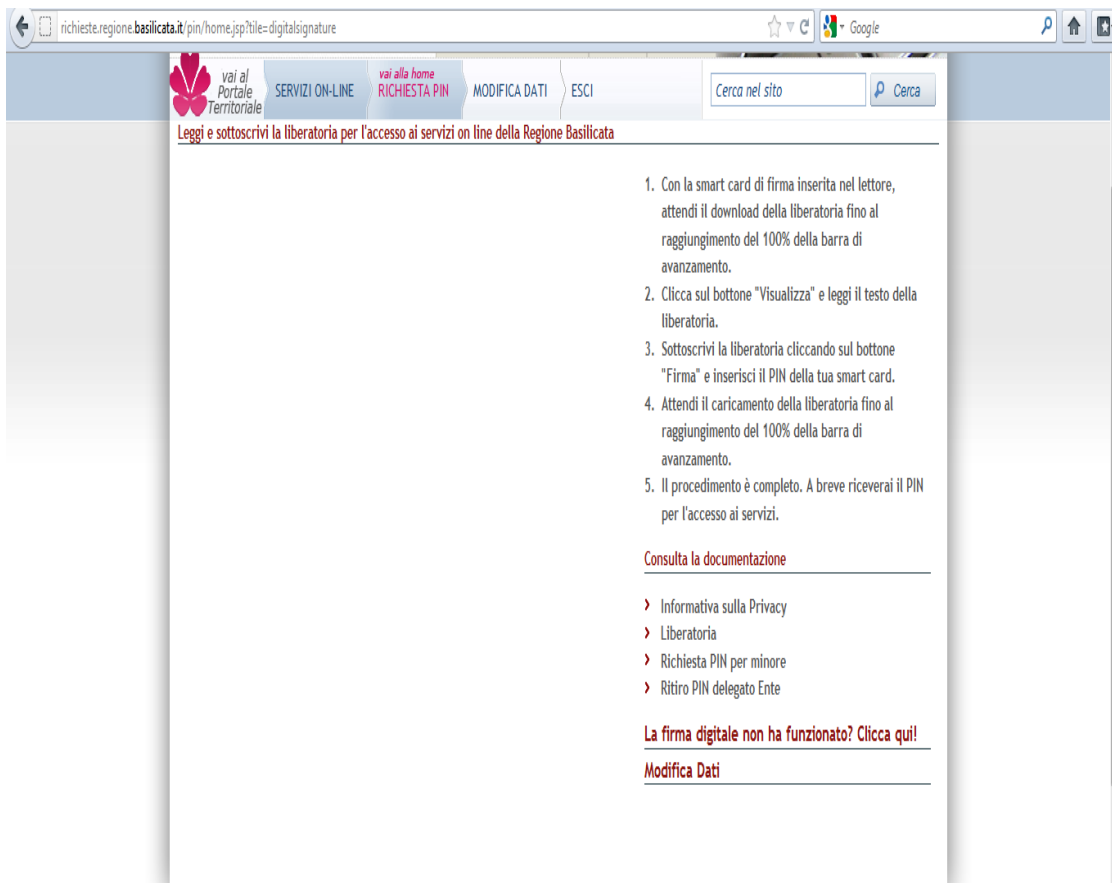 richieste.regione.basilicata.it/pin/home.jsp?tile=digitalsignature
Google
vai al
Portale
Territoriale
SERVIZI ON-LINE
vai alla home
RICHIESTA PIN
MODIFICA DATI
ESCI
Cerca nel sito
Cerca
Leggi e sottoscrivi la liberatoria per l'accesso ai servizi on line della Regione Basilicata
1. Con la smart card di firma inserita nel lettore,
attendi il download della liberatoria fino al
raggiungimento del 100% della barra di
avanzamento.
2. Clicca sul bottone "Visualizza" e leggi il testo della
liberatoria.
3. Sottoscrivi la liberatoria cliccando sul bottone
"Firma" e inserisci il PIN della tua smart card.
4. Attendi il caricamento della liberatoria fino al
raggiungimento del 100% della barra di
avanzamento.
5. Il procedimento è completo. A breve riceverai il PIN
per l'accesso ai servizi.
Consulta la documentazione
Informativa sulla Privacy
Liberatoria
Richiesta PIN per minore
Ritiro PIN delegato Ente
La firma digitale non ha funzionato? Clicca qui!
Modifica Dati